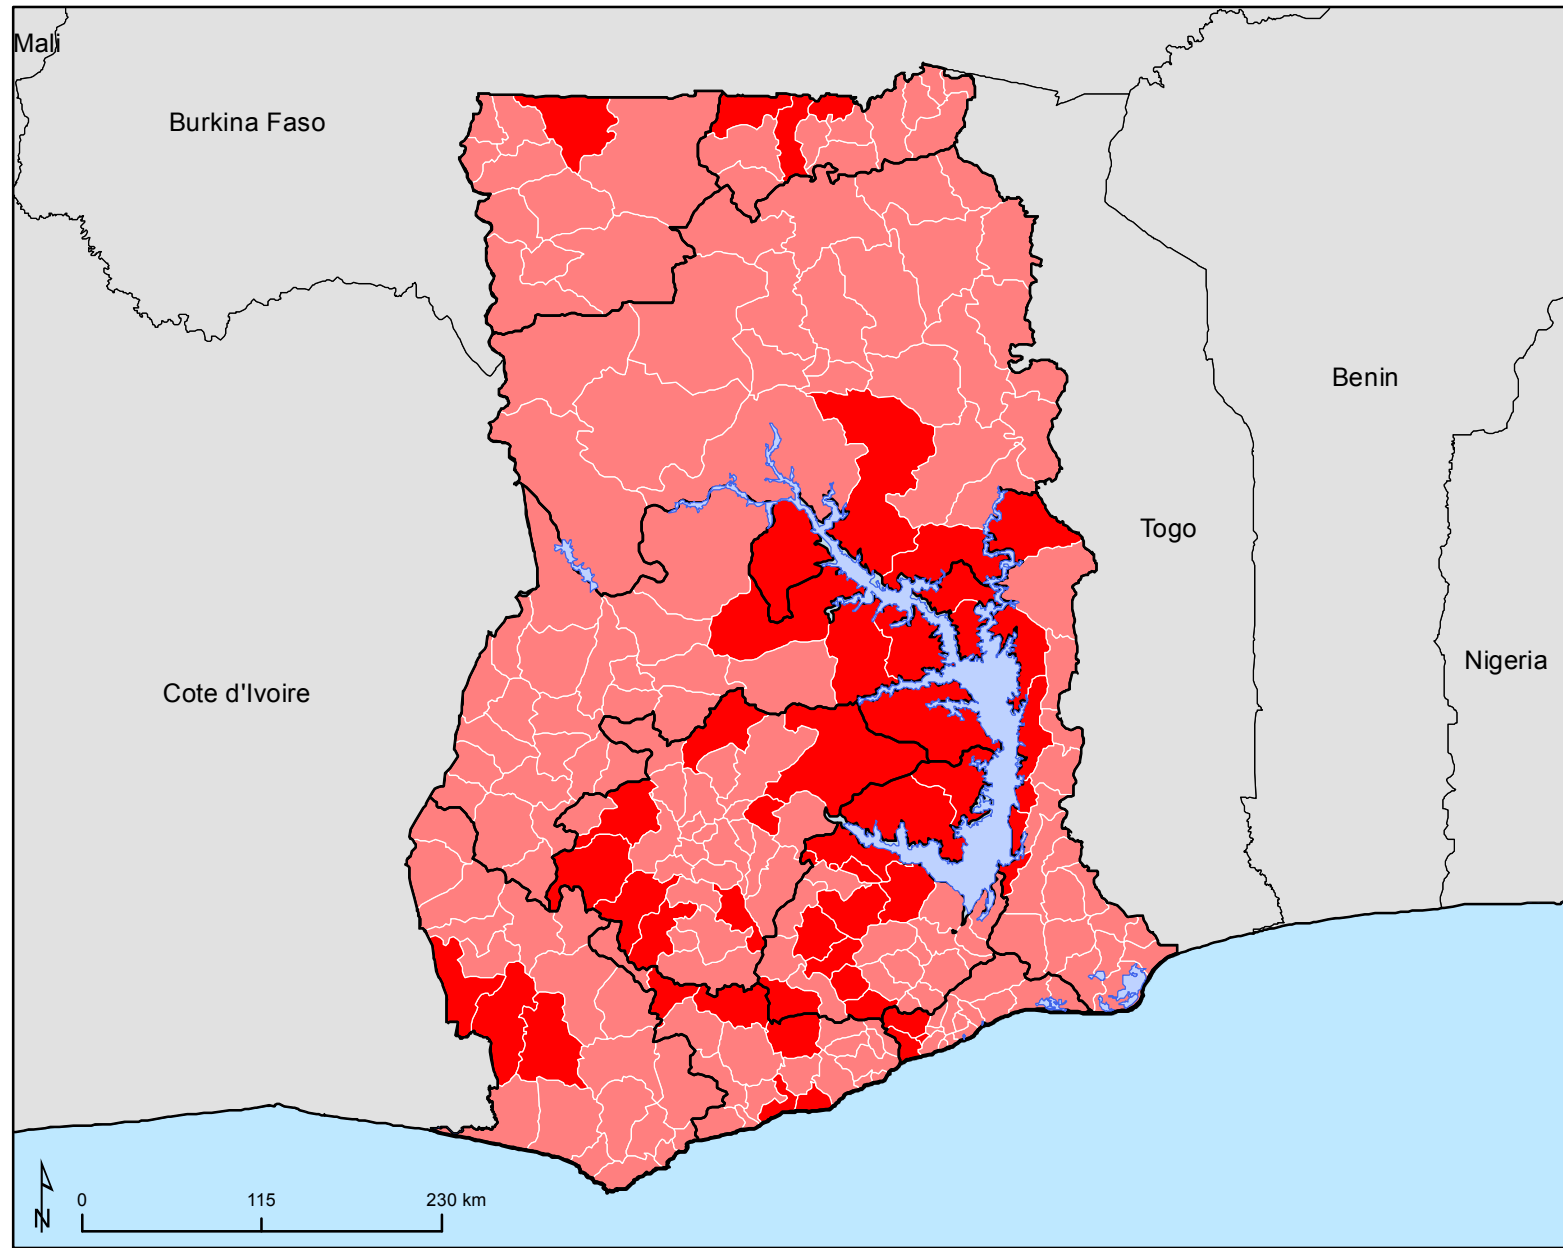 Mali
Burkina Faso
Benin
Togo
Nigeria
Cote d'Ivoire
N
0 115 230 km